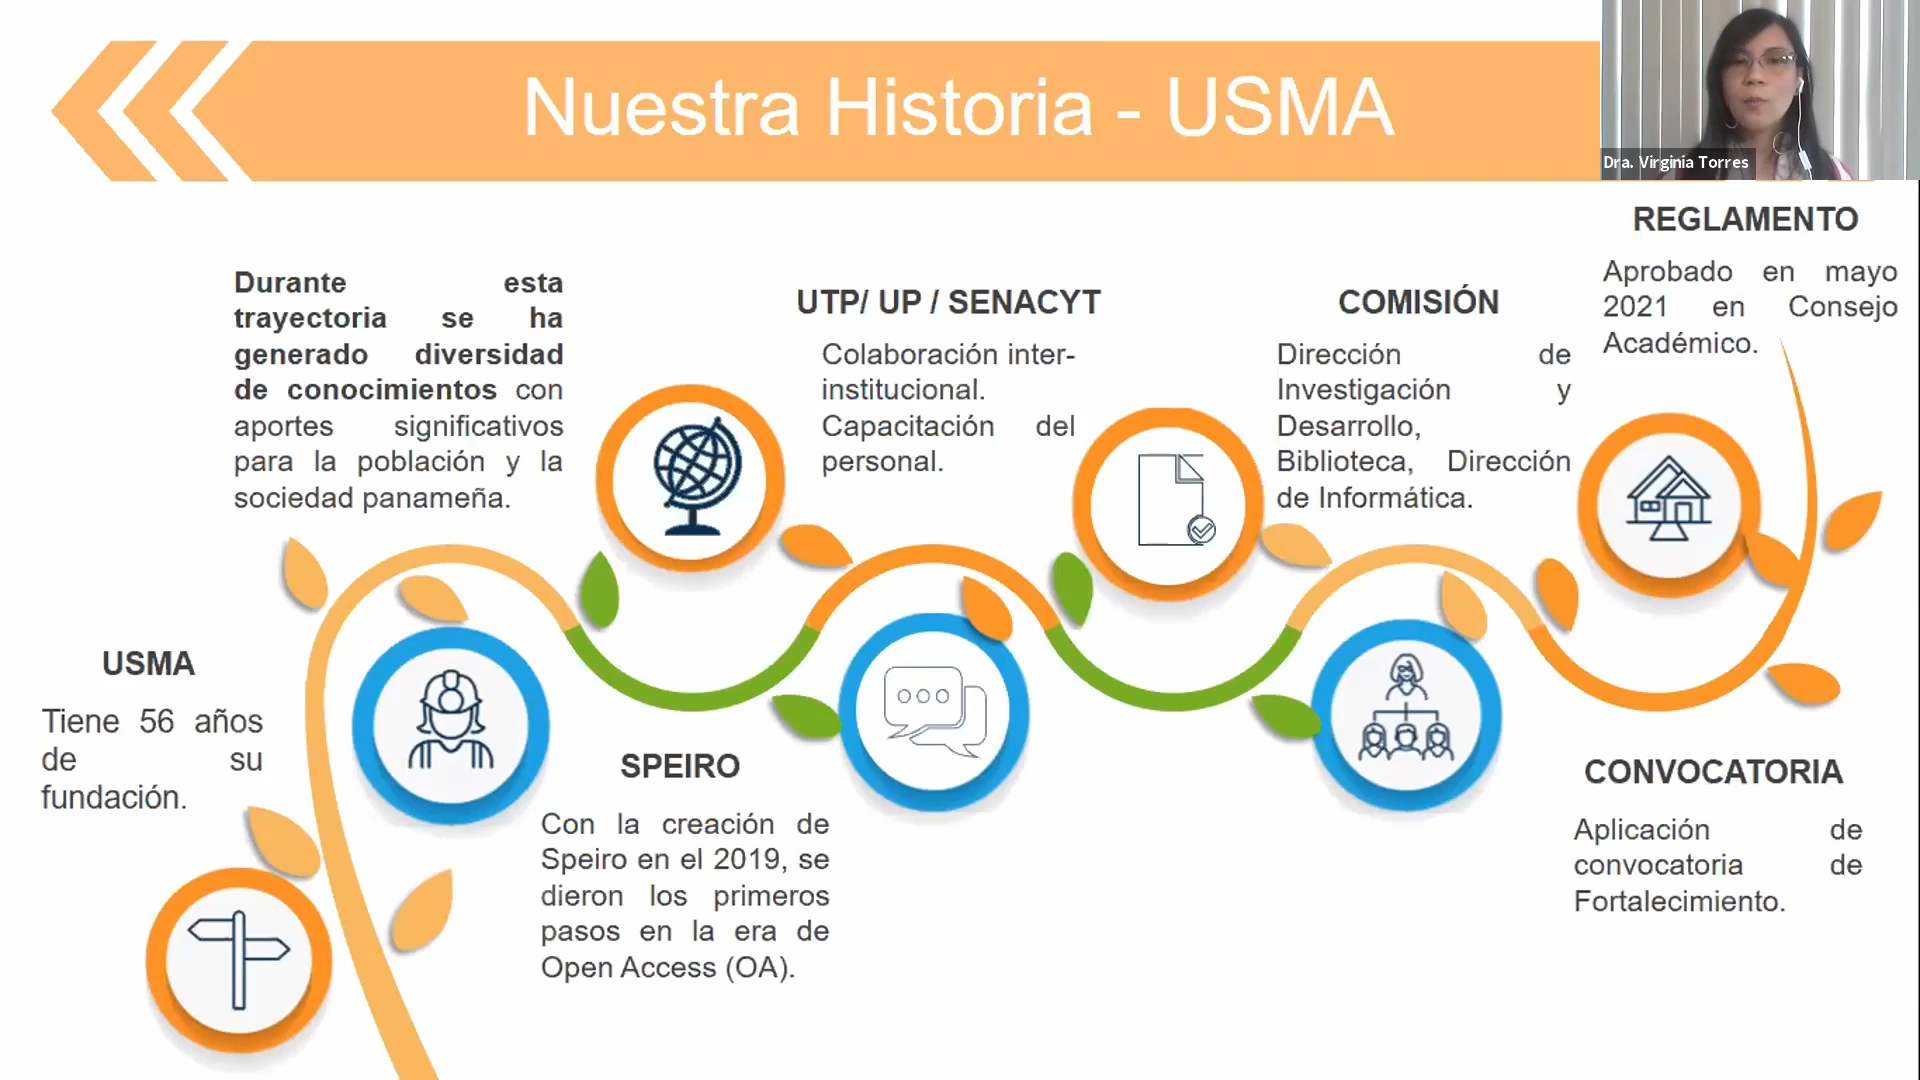 Nuestra Historia - USMA
Dra. Virginia Torres
USMA
Tiene 56 años
de su
fundación.
Durante esta
trayectoria se ha
generado diversidad
de conocimientos con
aportes significativos
para la población y la
sociedad panameña.
SPEIRO
Con la creación de
Speiro en el 2019, se
dieron los primeros
pasos en la era de
Open Access (OA).
UTP/ UP / SENACYT
Colaboración inter-
institucional.
Capacitación del
personal.
COMISIÓN
Dirección de
Investigación y
Desarrollo,
Biblioteca, Dirección
de Informática.
CONVOCATORIA
Aplicación de
convocatoria de
Fortalecimiento.
REGLAMENTO
Aprobado en mayo
2021 en Consejo
Académico.